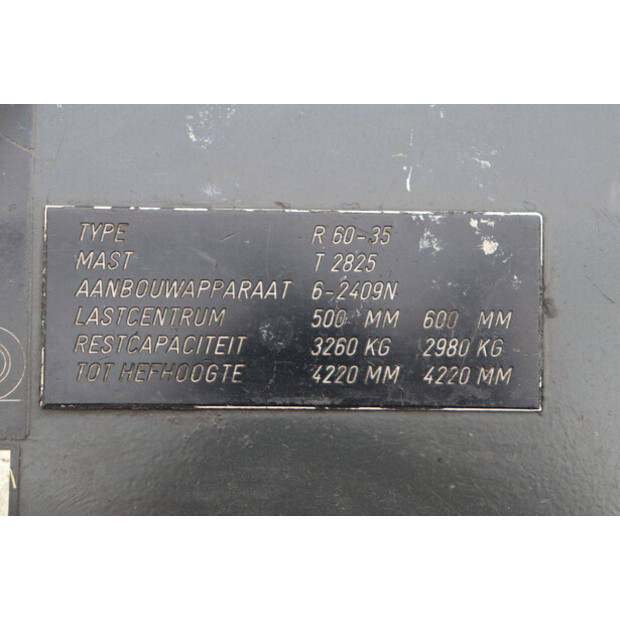 TYPE R 60-35
MAST T 2825
AANBOUWAPPARAAT 6-2409N
LASTCENTRUM 500 MM 600 MM
RESTCAPACITEIT 3260 KG 2980 KG
TOT HEFHOOGTE 4220 MM 4220 MM